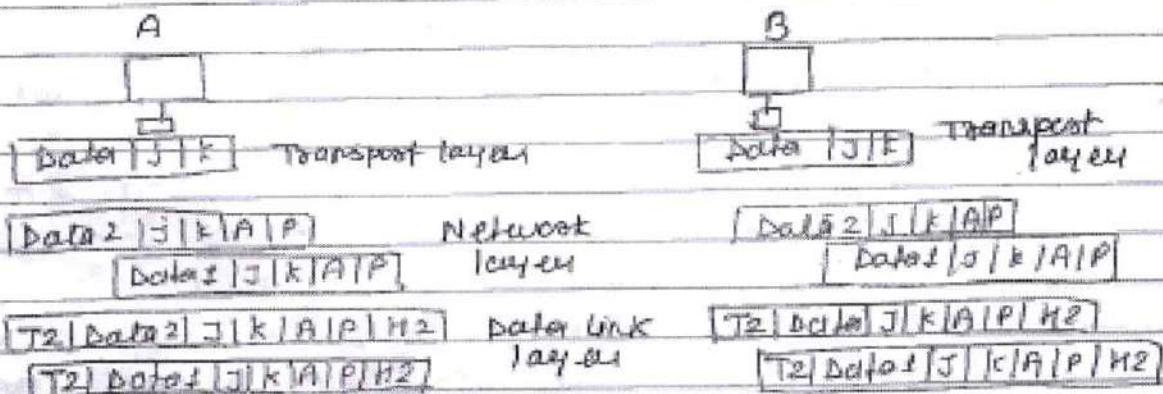 A B
Data | J | K Transport layer Data | J | K Transport layer
Data 2 | J | K | A | P Network layer Data 2 | J | K | A | P
Data 1 | J | K | A | P Data 1 | J | K | A | P
T2 | Data 2 | J | K | A | P | H2 Data link layer T2 | Data | J | K | A | P | H2
T2 | Data 1 | J | K | A | P | H2 T2 | Data 1 | J | K | A | P | H2